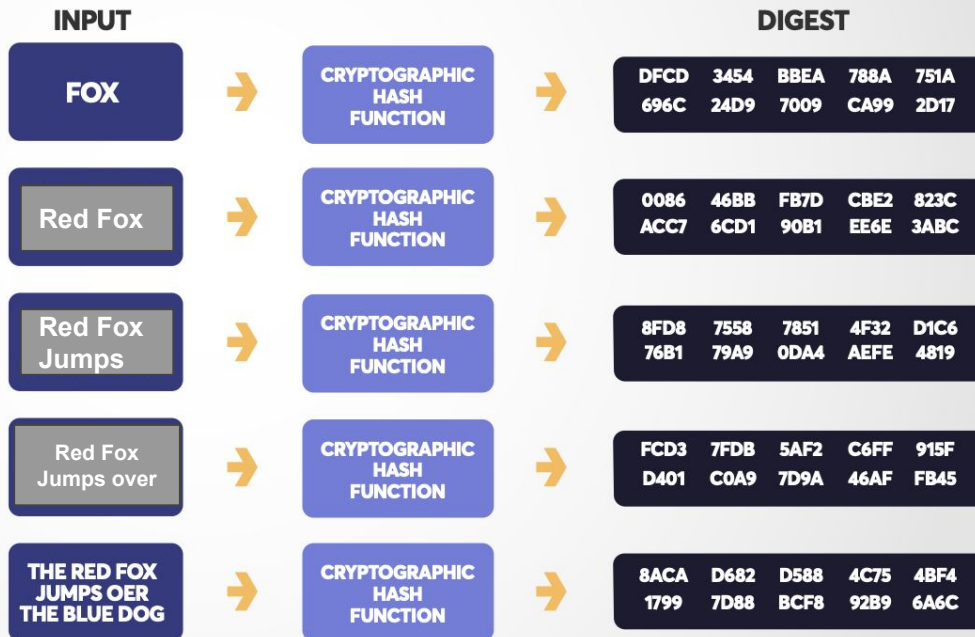 INPUT
DIGEST
FOX
CRYPTOGRAPHIC
HASH
FUNCTION
DFCD 3454 BBEA 788A 751A
696C 24D9 7009 CA99 2D17
Red Fox
CRYPTOGRAPHIC
HASH
FUNCTION
0086 46BB FB7D CBE2 823C
ACC7 6CD1 90B1 EE6E 3ABC
Red Fox
Jumps
CRYPTOGRAPHIC
HASH
FUNCTION
8FD8 7558 7851 4F32 D1C6
76B1 79A9 0DA4 AEFE 4819
Red Fox
Jumps over
CRYPTOGRAPHIC
HASH
FUNCTION
FCD3 7FDB 5AF2 C6FF 915F
D401 C0A9 7D9A 46AF FB45
THE RED FOX
JUMPS OER
THE BLUE DOG
CRYPTOGRAPHIC
HASH
FUNCTION
8ACA D682 D588 4C75 4BF4
1799 7D88 BCF8 92B9 6A6C